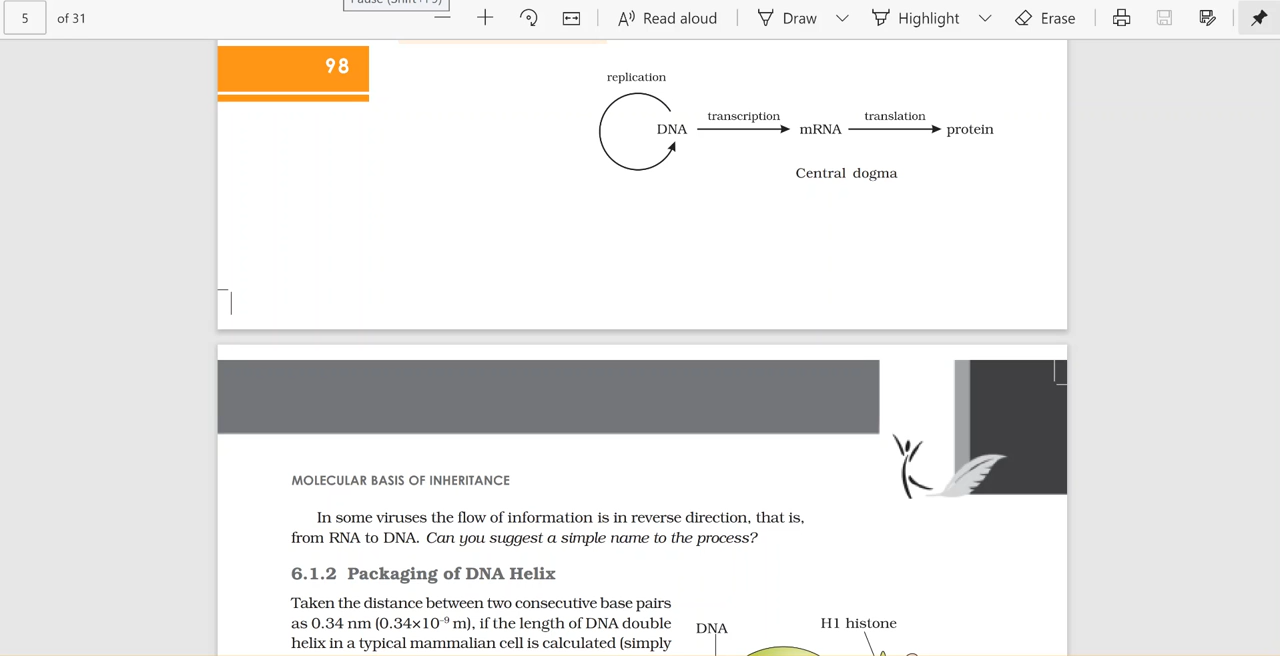 5 of 31
Read aloud
Draw
Highlight
Erase
98
replication
DNA
transcription
mRNA
translation
protein
Central dogma
MOLECULAR BASIS OF INHERITANCE
In some viruses the flow of information is in reverse direction, that is,
from RNA to DNA. Can you suggest a simple name to the process?
6.1.2 Packaging of DNA Helix
Taken the distance between two consecutive base pairs
as 0.34 nm (0.34×10⁻⁹ m), if the length of DNA double
helix in a typical mammalian cell is calculated (simply
DNA
H1 histone